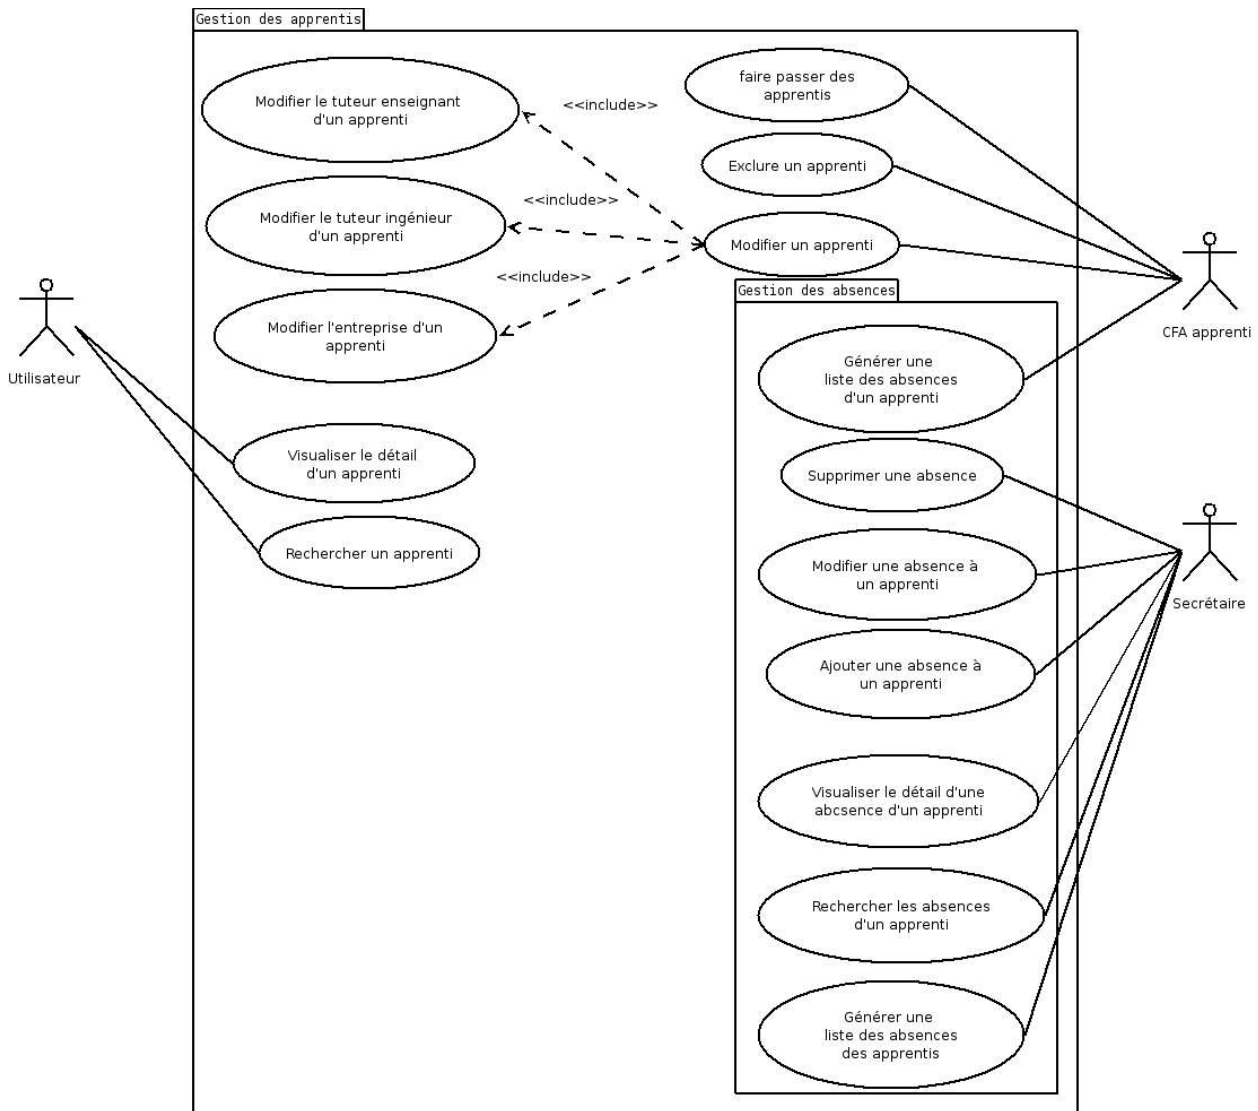 Gestion des apprentis
Modifier le tuteur enseignant
d'un apprenti
<<include>>
faire passer des
apprentis
Exclure un apprenti
Modifier le tuteur ingénieur
d'un apprenti
<<include>>
Modifier un apprenti
<<include>>
Gestion des absences
Modifier l'entreprise d'un
apprenti
Utilisateur
CFA apprenti
Générer une
liste des absences
d'un apprenti
Visualiser le détail
d'un apprenti
Supprimer une absence
Rechercher un apprenti
Modifier une absence à
un apprenti
Secrétaire
Ajouter une absence à
un apprenti
Visualiser le détail d'une
abcsence d'un apprenti
Rechercher les absences
d'un apprenti
Générer une
liste des absences
des apprentis